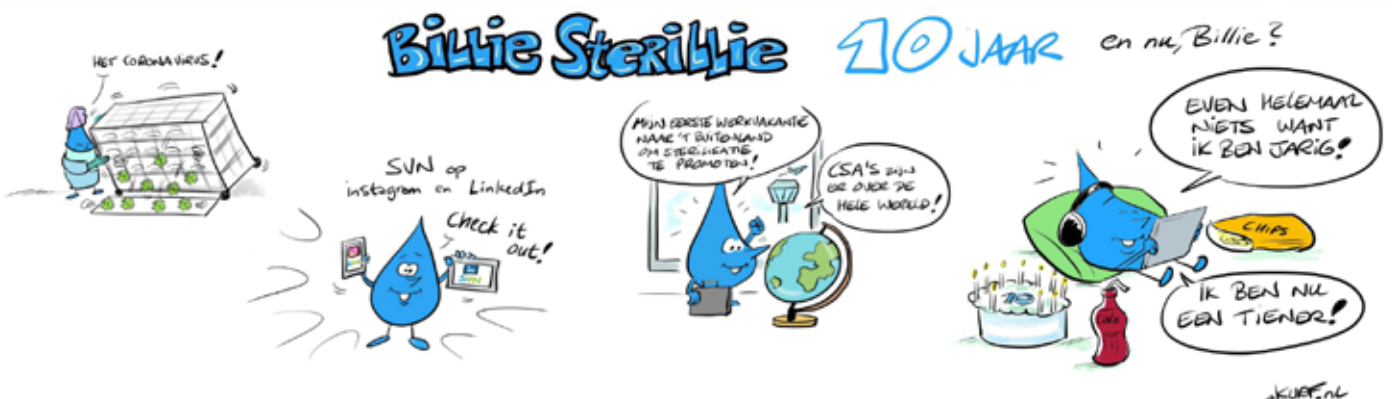 Billie Sterillie 10 JAAR en nu, Billie?
HET CORONAVIRUS!
SVN op
instagram en LinkedIn
Check it
out!
MIJN EERSTE WERKVAKANTIE
NAAR 'T BUITENLAND
OM STERILISATIE
TE PROMOTEN!
CSA'S ZIJN
ER OVER DE
HELE WERELD!
EVEN HELEMAAL
NIETS WANT
IK BEN JARIG!
CHIPS
10
IK BEN NU
EEN TIENER!